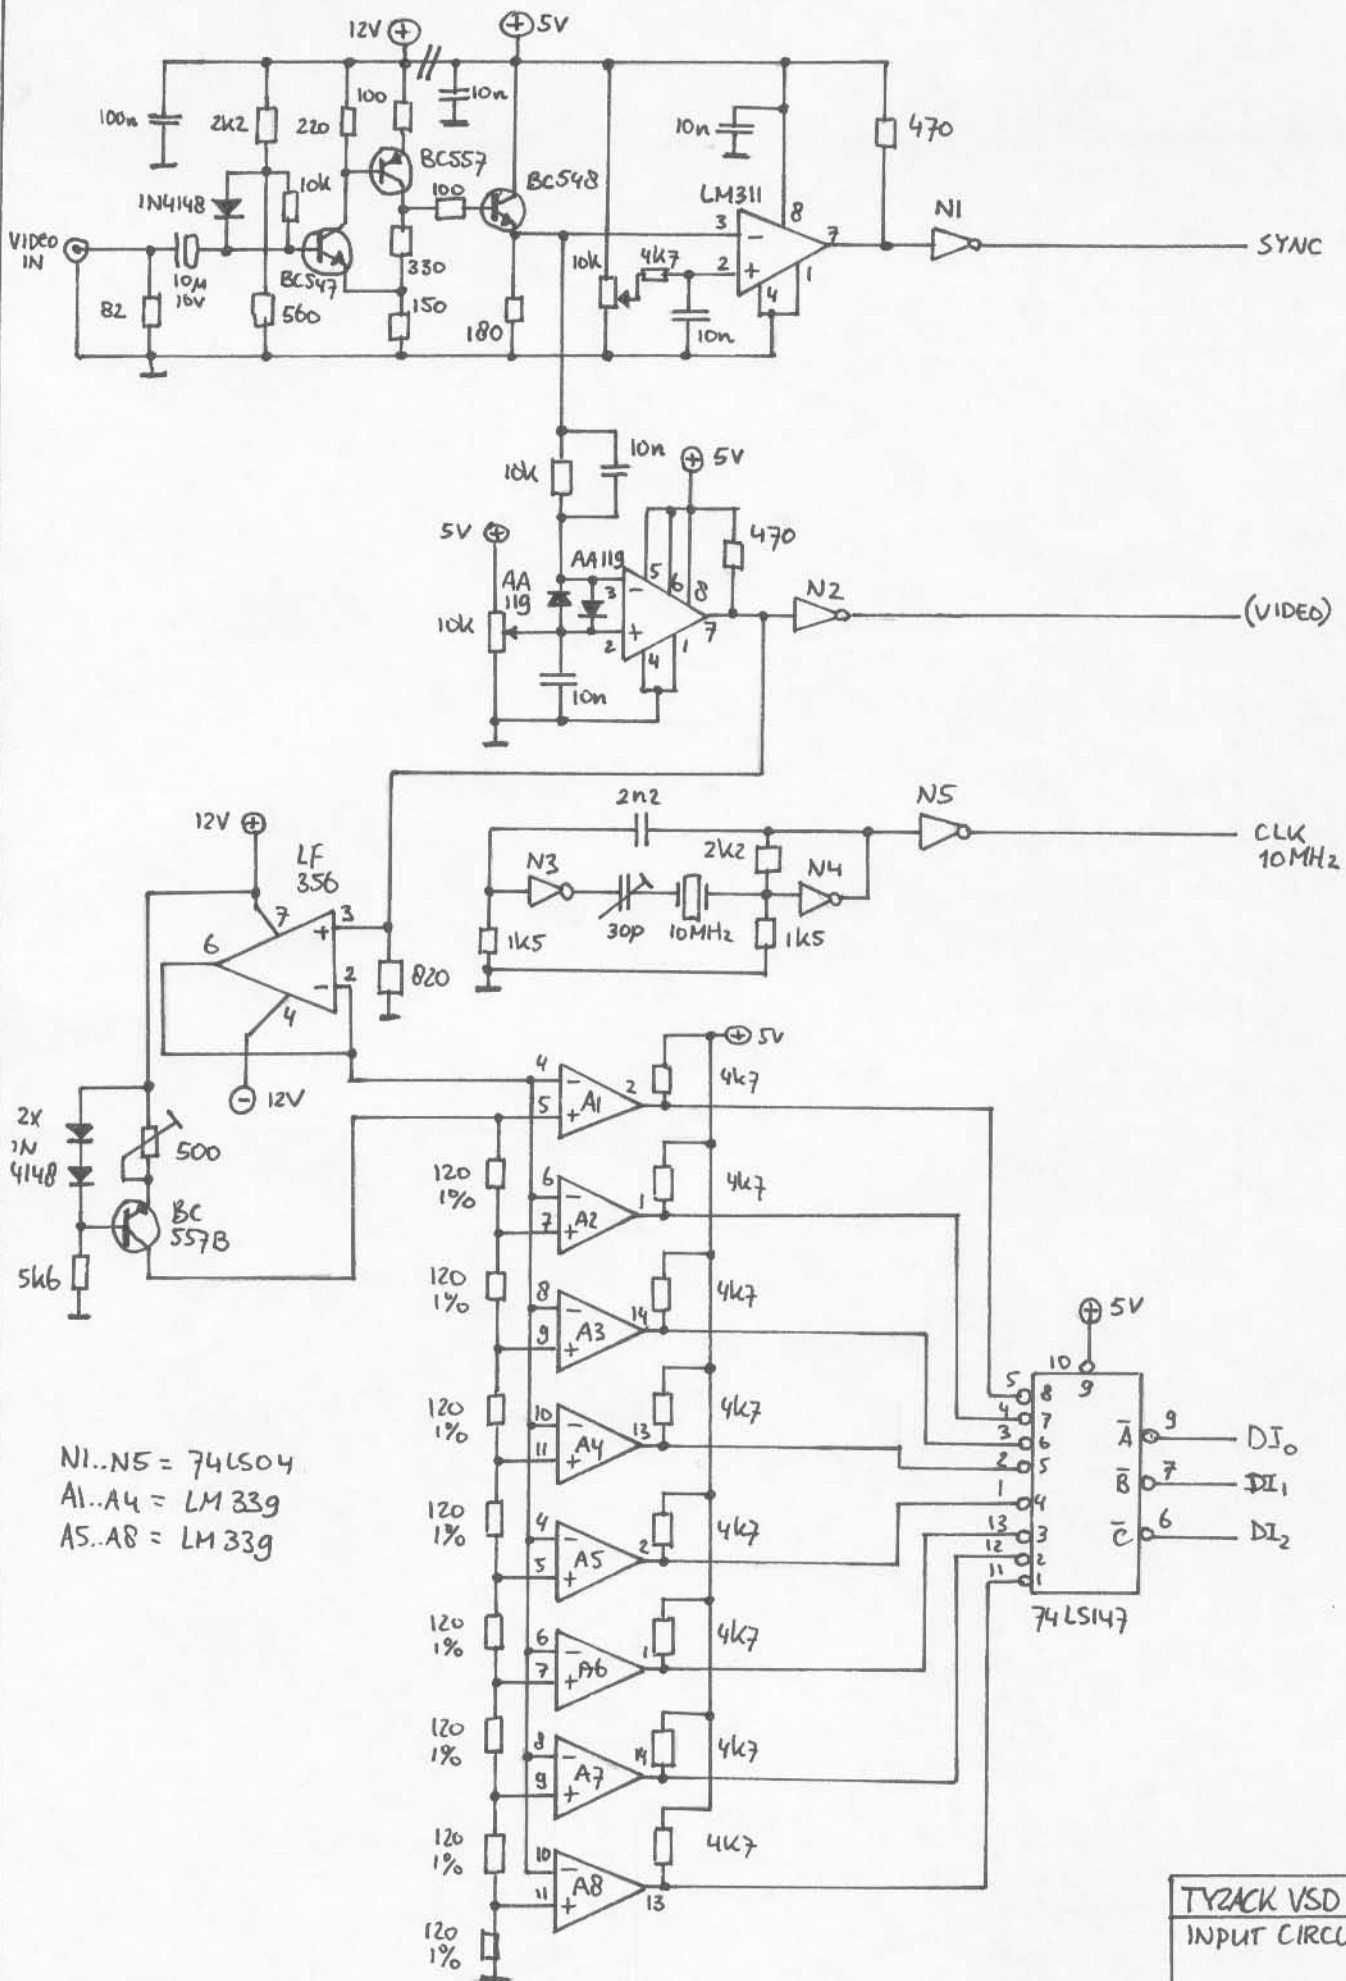 12V
5V
100n
2k2
220
100
10n
10n
470
BC557
BC548
LM311
1N4148
10k
100
8
N1
VIDEO
IN
3
7
SYNC
10µ
16V
BC547
330
10k
4k7
2
4
1
82
560
150
180
10n
10n
5V
10k
470
5V
AA119
AA
119
5
6
8
3
N2
10k
7
(VIDEO)
2
4
1
10n
12V
2n2
N5
LF
356
N3
2k2
N4
CLK
10MHz
7
3
6
30p
10MHz
1k5
1k5
2
820
4
5V
12V
4
A1
2
4k7
5
2x
1N
4148
500
120
1%
6
A2
1
4k7
7
BC
557B
5k6
120
1%
8
A3
14
4k7
9
5V
120
1%
10
A4
13
4k7
11
10
9
5
8
4
7
3
6
2
5
1
4
13
3
12
2
11
1
A̅
9
DI0
B̅
7
DI1
C̅
6
DI2
74LS147
N1..N5 = 74LS04
A1..A4 = LM339
A5..A8 = LM339
120
1%
4
A5
2
4k7
5
120
1%
6
A6
1
4k7
7
120
1%
8
A7
14
4k7
9
120
1%
10
A8
13
4k7
11
120
1%
TYZACK VSD
INPUT CIRCU